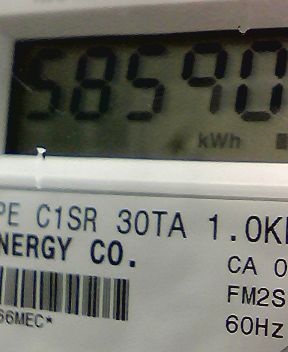 58590
kWh
PE C1SR 30TA 1.0K
NERGY CO.
CA 0
FM2S
66MEC*
60Hz